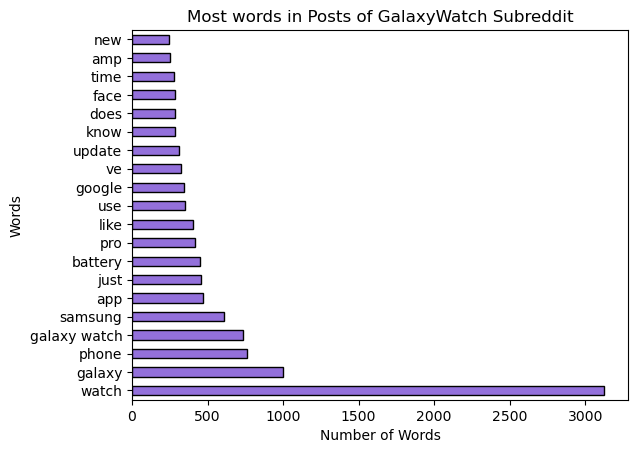 Most words in Posts of GalaxyWatch Subreddit
new
amp
time
face
does
know
update
ve
google
use
like
pro
battery
just
app
samsung
galaxy watch
phone
galaxy
watch
Words
0 500 1000 1500 2000 2500 3000
Number of Words